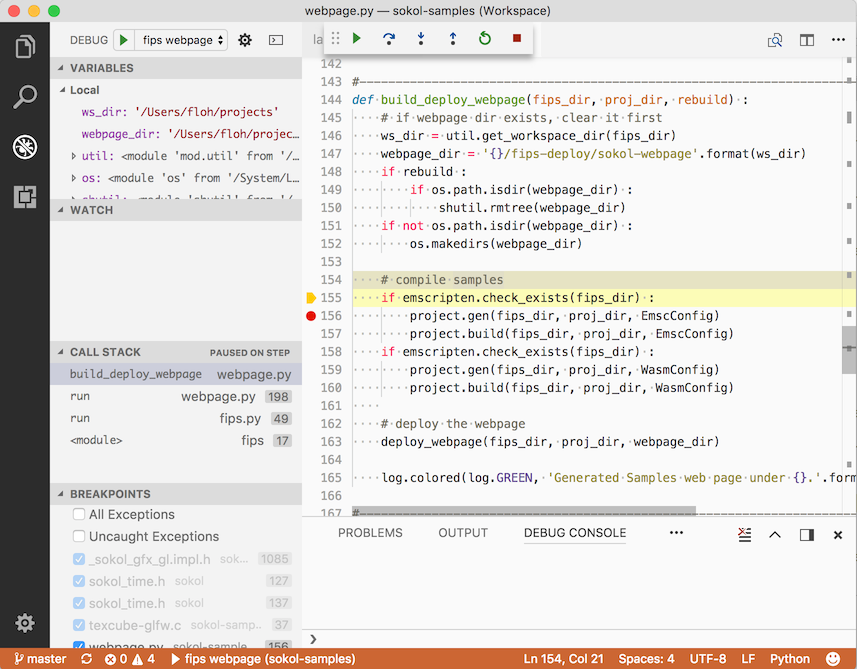 webpage.py — sokol-samples (Workspace)
DEBUG fips webpage
VARIABLES
Local
ws_dir: '/Users/floh/projects'
webpage_dir: '/Users/floh/projec…
util: <module 'mod.util' from '/…
os: <module 'os' from '/System/L…
WATCH
CALL STACK PAUSED ON STEP
build_deploy_webpage webpage.py
run webpage.py 198
run fips.py 49
<module> fips 17
BREAKPOINTS
All Exceptions
Uncaught Exceptions
_sokol_gfx_gl.impl.h sok… 1085
sokol_time.h sokol 127
sokol_time.h sokol 137
texcube-glfw.c sokol-samp… 37
webpage.py sokol-sample… 156
142
143 #
144 def build_deploy_webpage(fips_dir, proj_dir, rebuild) :
145 # if webpage dir exists, clear it first
146 ws_dir = util.get_workspace_dir(fips_dir)
147 webpage_dir = '{}/fips-deploy/sokol-webpage'.format(ws_dir)
148 if rebuild :
149 if os.path.isdir(webpage_dir) :
150 shutil.rmtree(webpage_dir)
151 if not os.path.isdir(webpage_dir) :
152 os.makedirs(webpage_dir)
153
154 # compile samples
155 if emscripten.check_exists(fips_dir) :
156 project.gen(fips_dir, proj_dir, EmscConfig)
157 project.build(fips_dir, proj_dir, EmscConfig)
158 if emscripten.check_exists(fips_dir) :
159 project.gen(fips_dir, proj_dir, WasmConfig)
160 project.build(fips_dir, proj_dir, WasmConfig)
161
162 # deploy the webpage
163 deploy_webpage(fips_dir, proj_dir, webpage_dir)
164
165 log.colored(log.GREEN, 'Generated Samples web page under {}.'.form
166
167 #
PROBLEMS OUTPUT DEBUG CONSOLE
master 0 4 fips webpage (sokol-samples) Ln 154, Col 21 Spaces: 4 UTF-8 LF Python